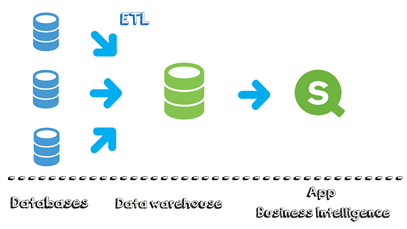 ETL
S
Databases
Data warehouse
App
Business Intelligence